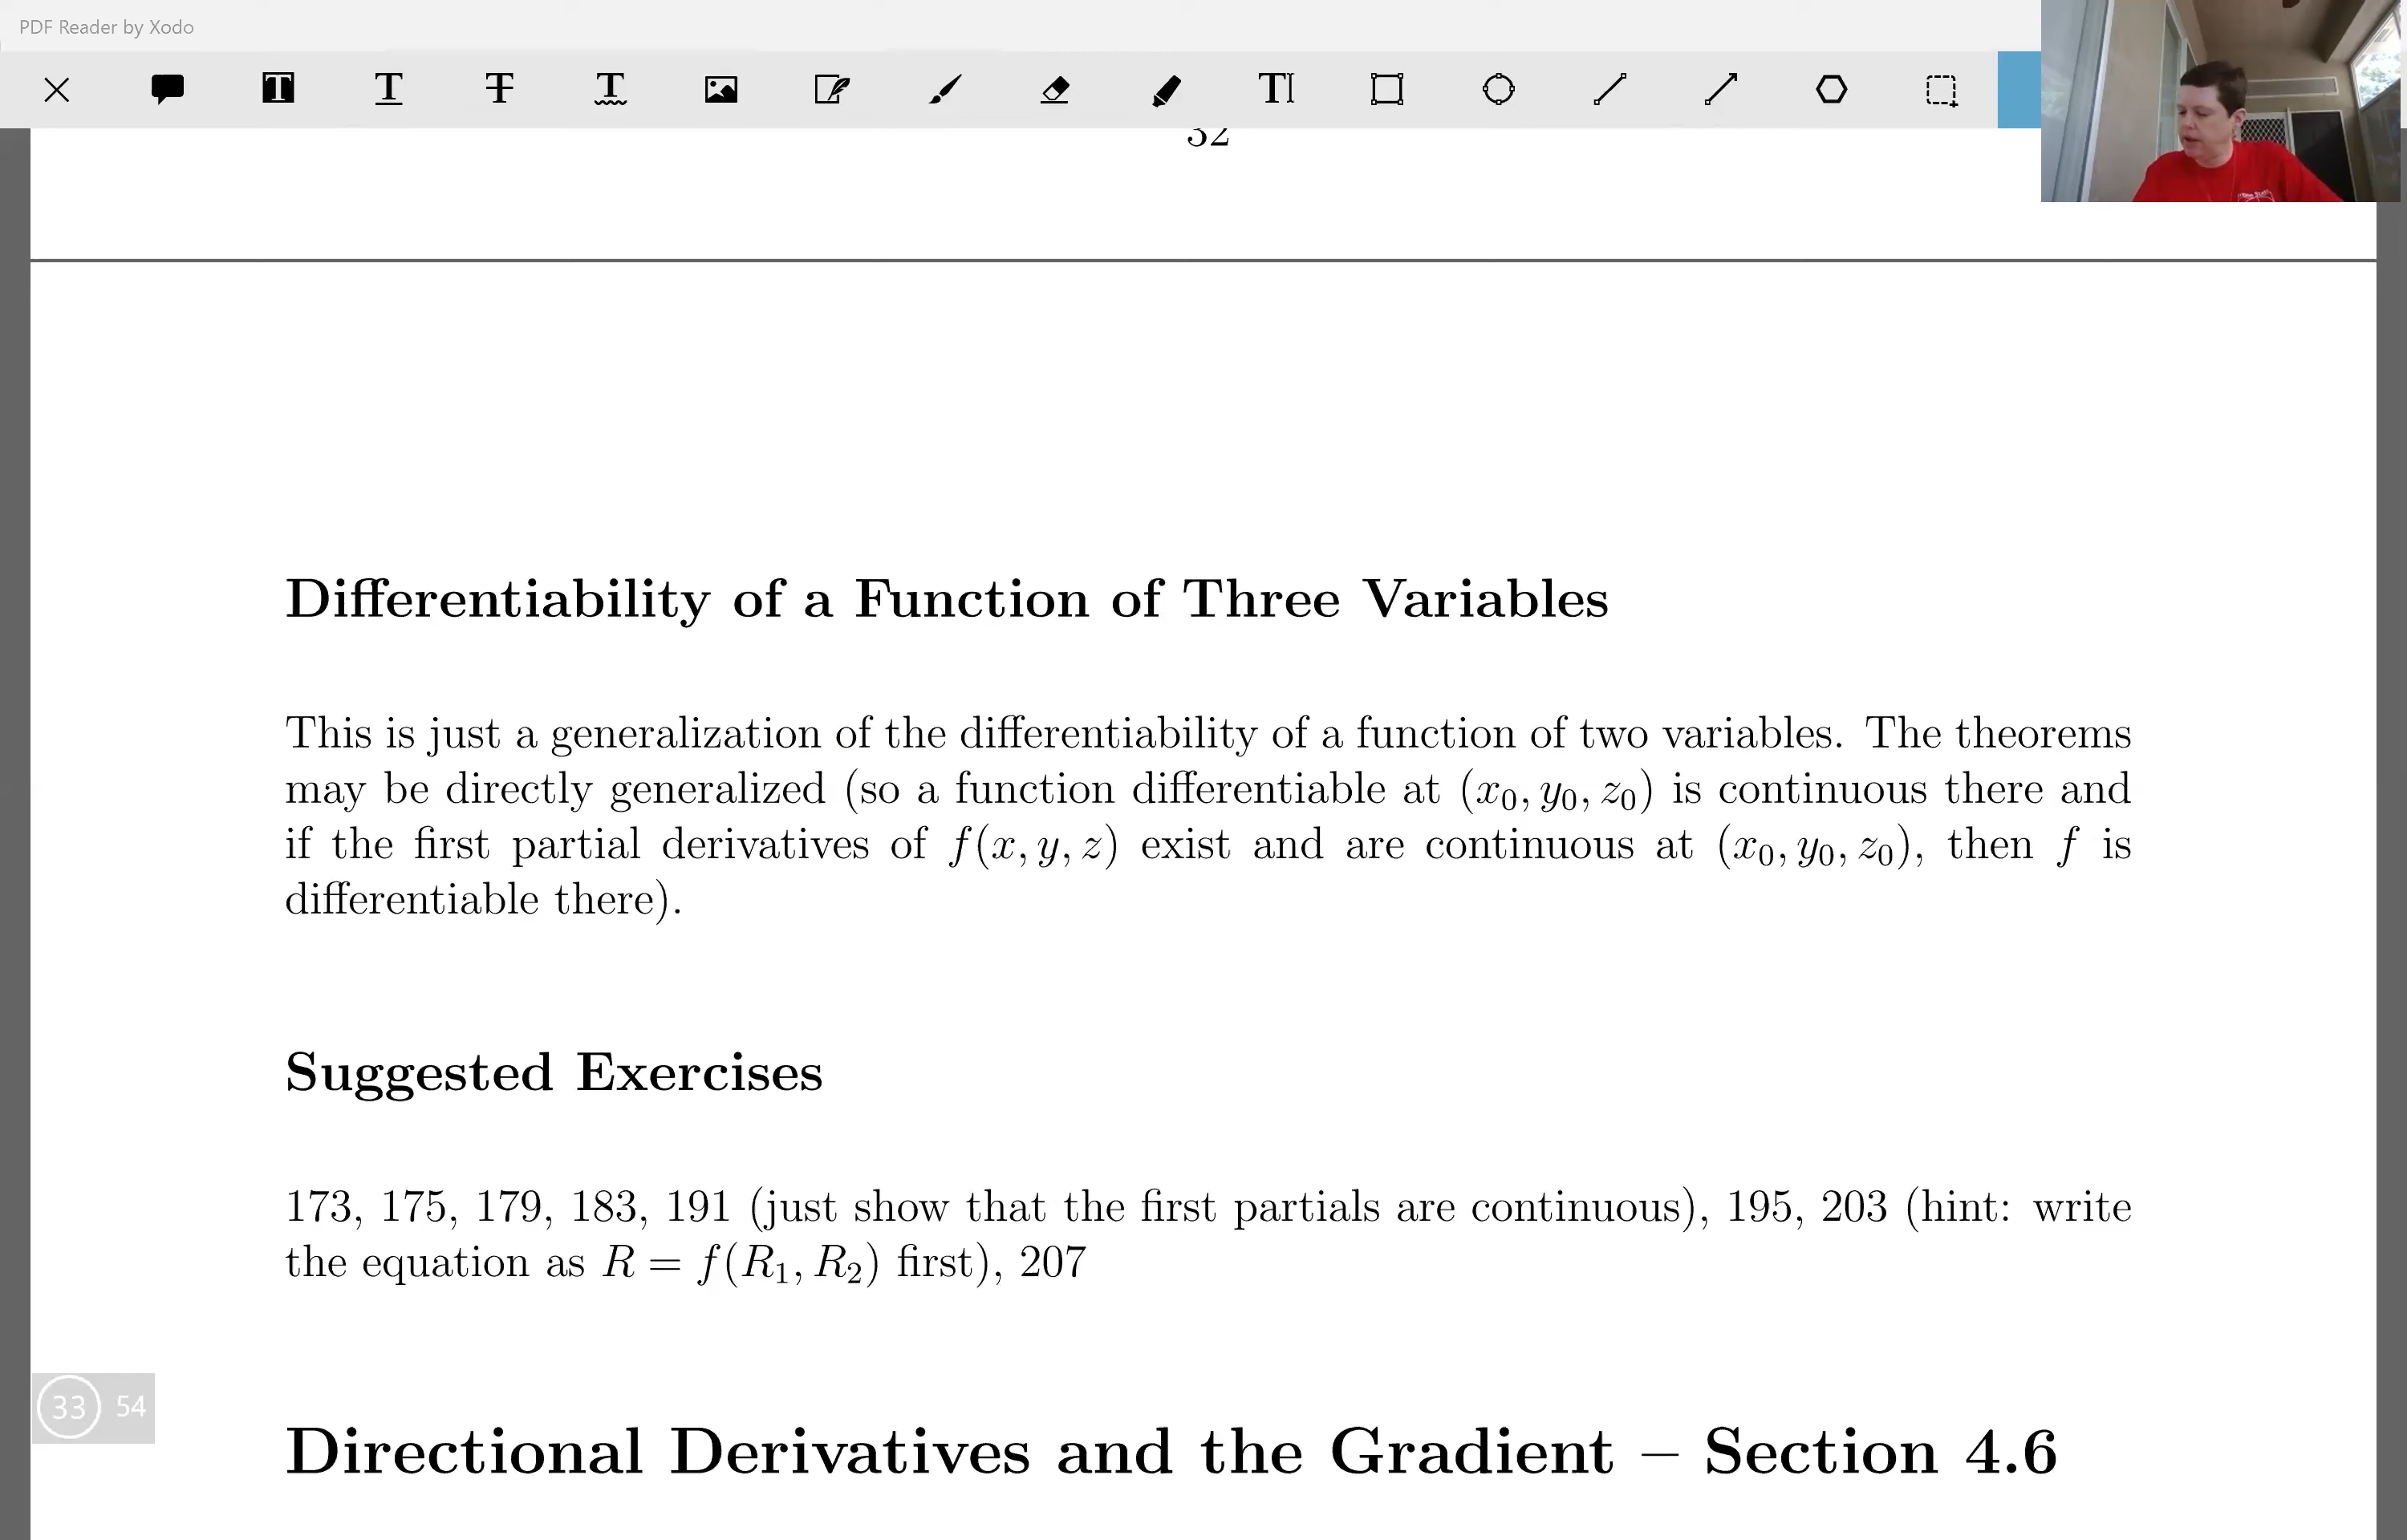 PDF Reader by Xodo
32
Differentiability of a Function of Three Variables
This is just a generalization of the differentiability of a function of two variables. The theorems
may be directly generalized (so a function differentiable at (x₀, y₀, z₀) is continuous there and
if the first partial derivatives of f(x, y, z) exist and are continuous at (x₀, y₀, z₀), then f is
differentiable there).
Suggested Exercises
173, 175, 179, 183, 191 (just show that the first partials are continuous), 195, 203 (hint: write
the equation as R = f(R₁, R₂) first), 207
33 54
Directional Derivatives and the Gradient – Section 4.6